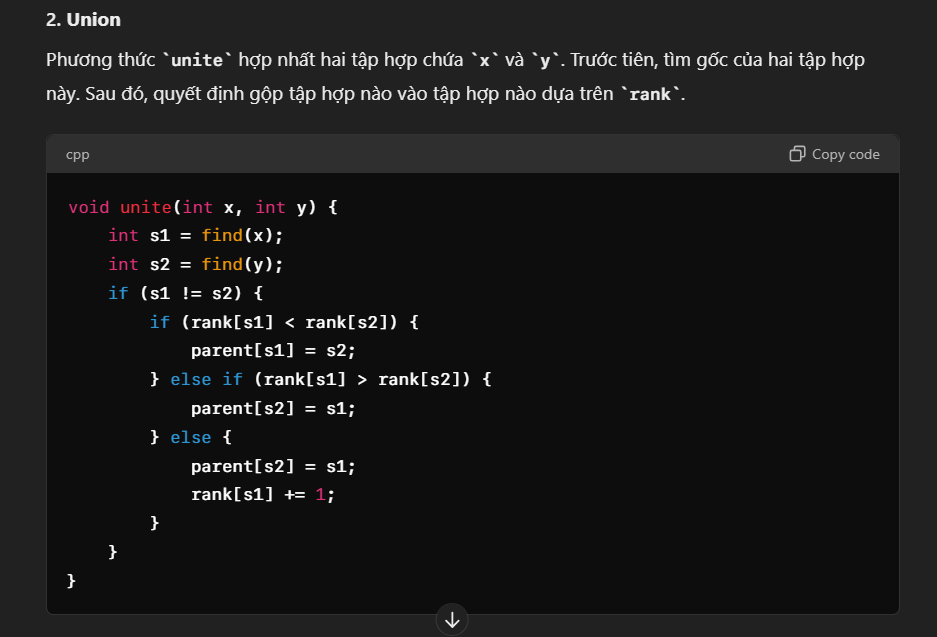 2. Union
Phương thức `unite` hợp nhất hai tập hợp chứa `x` và `y`. Trước tiên, tìm gốc của hai tập hợp
này. Sau đó, quyết định gộp tập hợp nào vào tập hợp nào dựa trên `rank`.
cpp
Copy code
void unite(int x, int y) {
    int s1 = find(x);
    int s2 = find(y);
    if (s1 != s2) {
        if (rank[s1] < rank[s2]) {
            parent[s1] = s2;
        } else if (rank[s1] > rank[s2]) {
            parent[s2] = s1;
        } else {
            parent[s2] = s1;
            rank[s1] += 1;
        }
    }
}